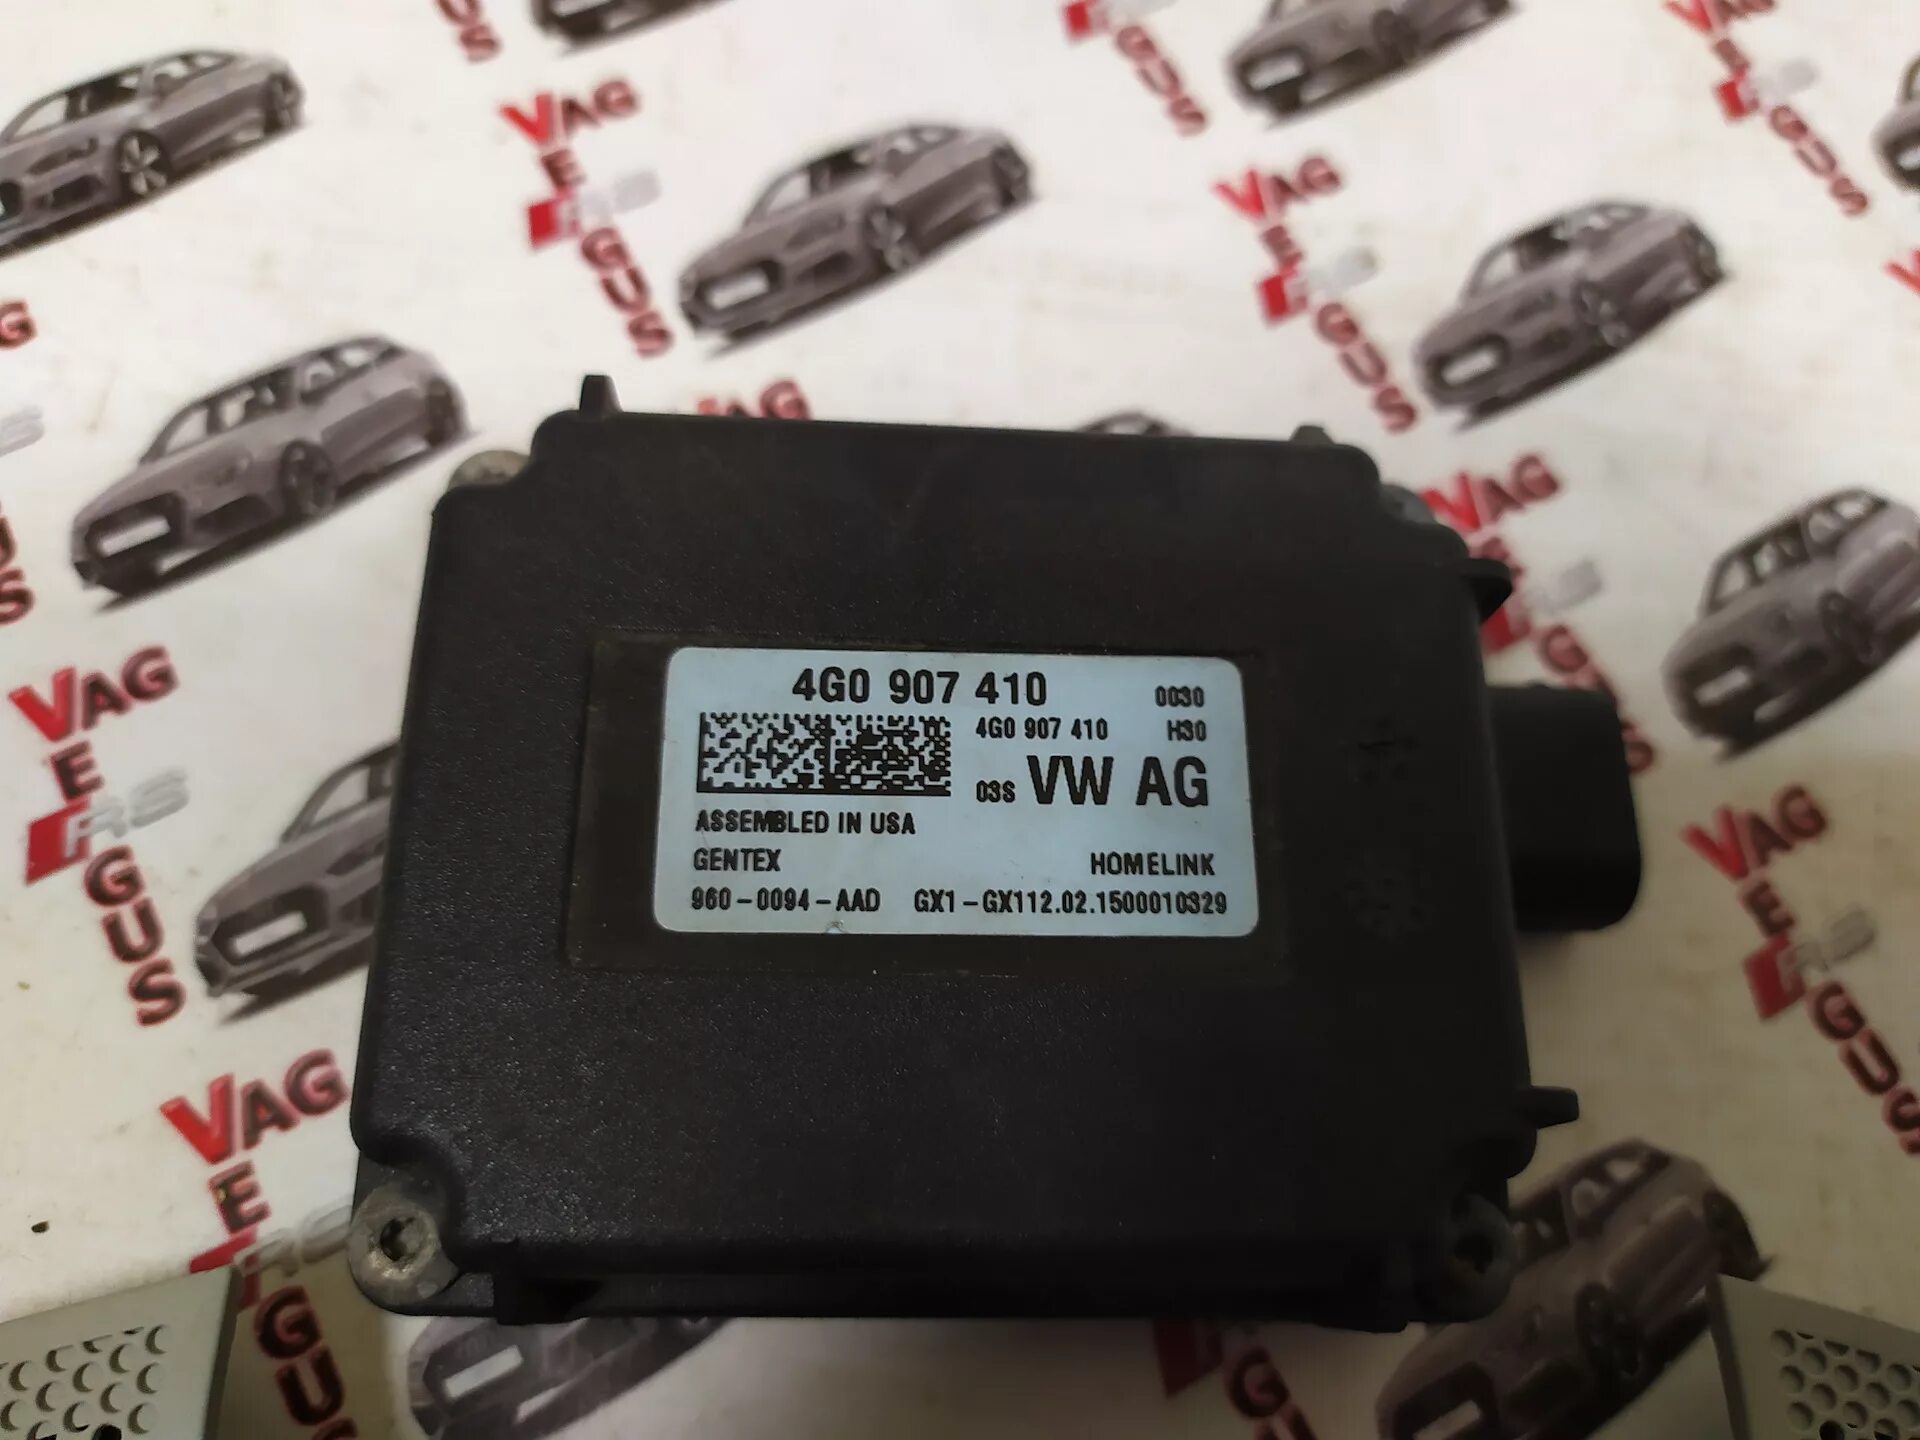 4G0 907 410 0030
4G0 907 410 H30
03S VW AG
ASSEMBLED IN USA
GENTEX HOMELINK
960-0094-AAD GX1-GX112.02.1500010329
VAG
VERSGUS